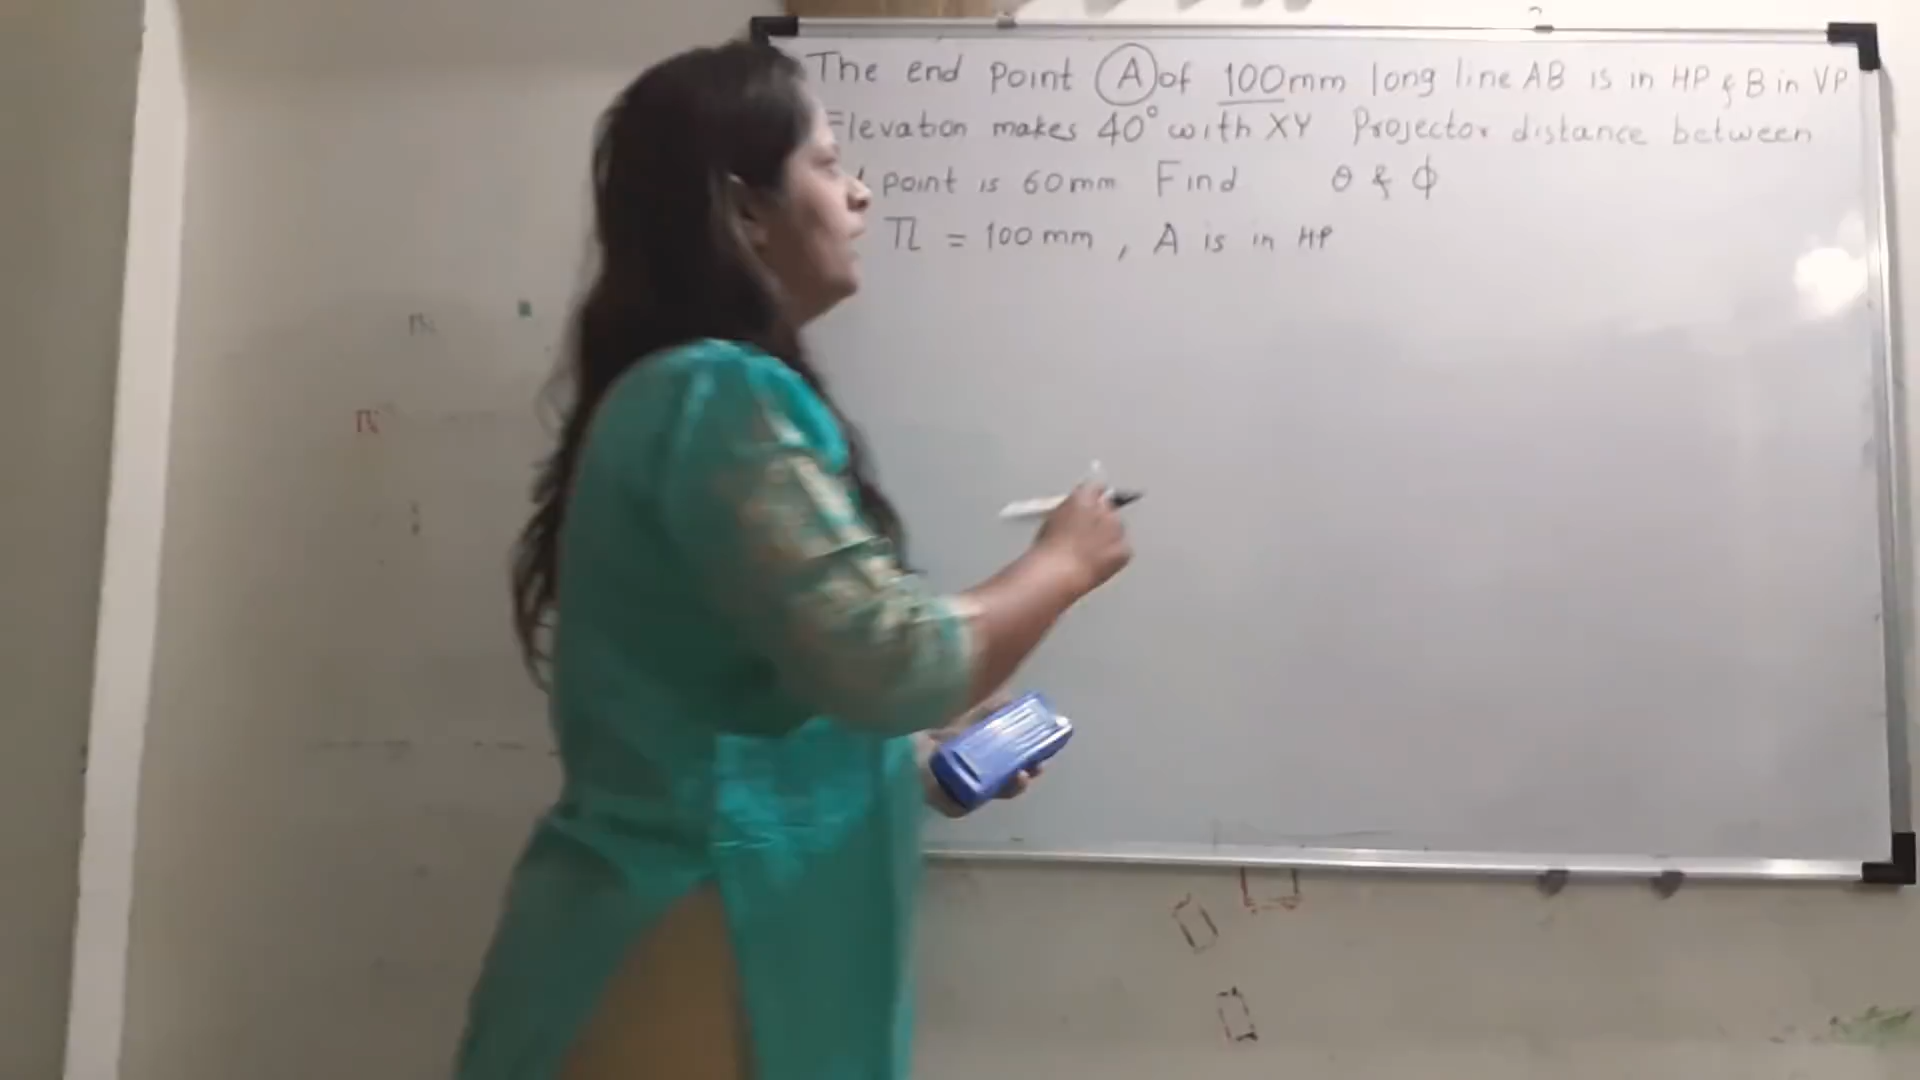 The end point A of 100mm long line AB is in HP & B in VP
Elevation makes 40° with XY Projector distance between
point is 60mm Find θ & ϕ
TL = 100 mm , A is in HP